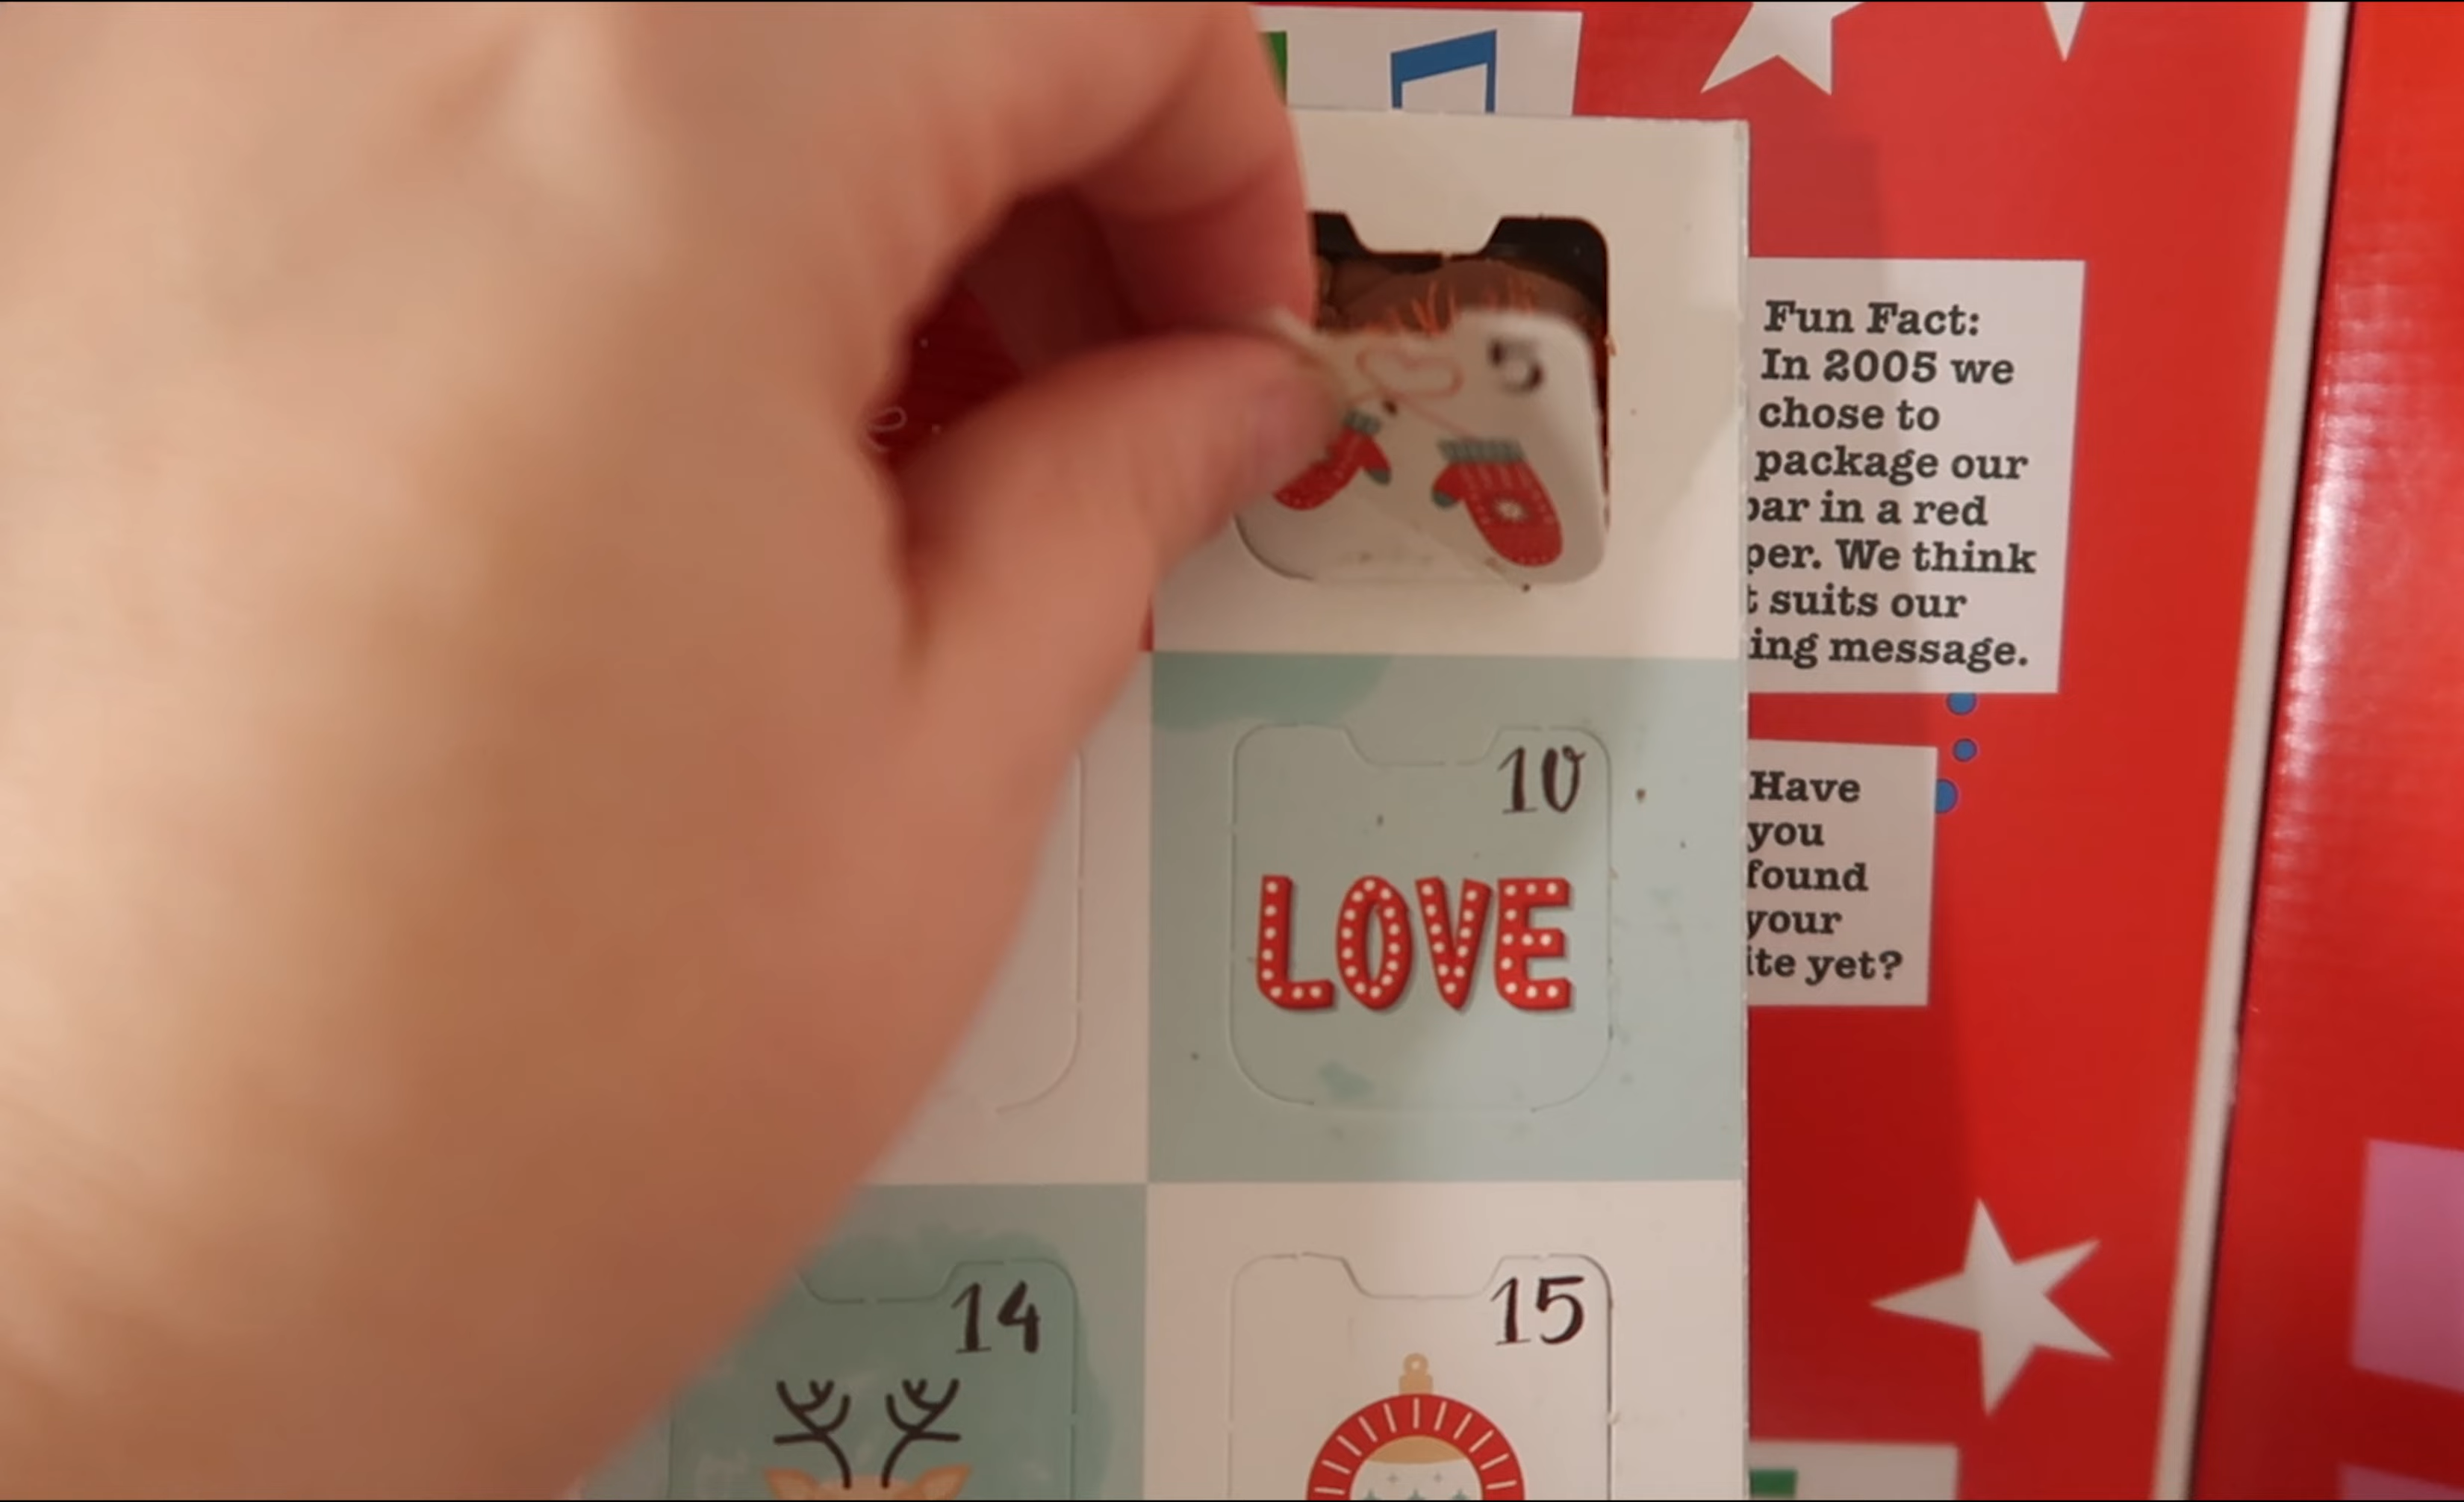 5
Fun Fact:
In 2005 we
chose to
package our
bar in a red
per. We think
t suits our
ing message.
10
LOVE
Have
you
found
your
ite yet?
14
15